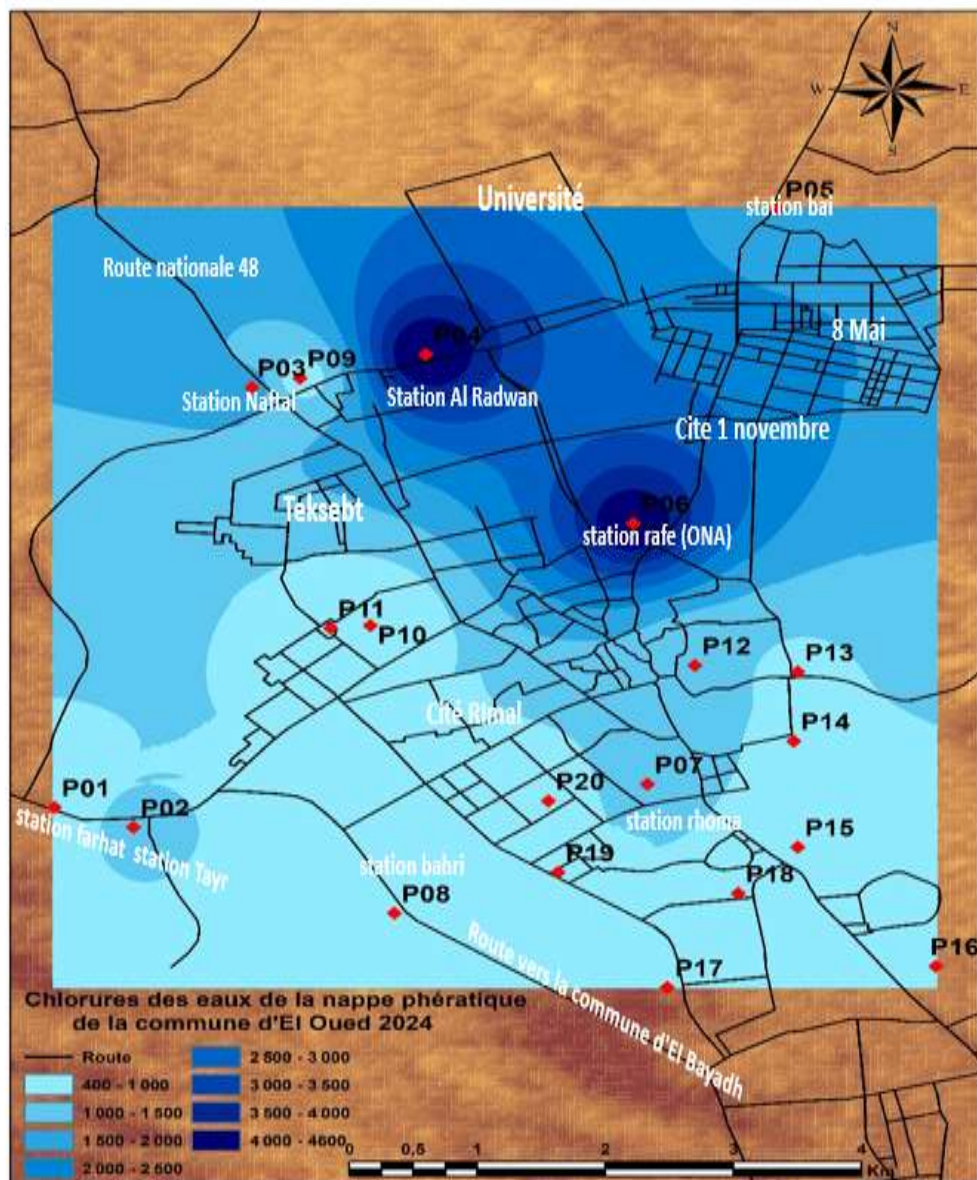 N
W
E
S
P05
station bai
Université
Route nationale 48
8 Mai
P04
P09
P03
Station Naftal
Station Al Radwan
Cite 1 novembre
P06
Teksebt
station rafe (ONA)
P11
P10
P12
P13
Cité Rimal
P14
P07
P20
P01
P02
station farhat
station Tayr
station rhoma
P15
station bahri
P19
P18
P08
P16
Route vers la commune d'El Bayadh
P17
Chlorures des eaux de la nappe phératique
de la commune d'El Oued 2024
Route
400 - 1 000
1 000 - 1 500
1 500 - 2 000
2 000 - 2 500
2 500 - 3 000
3 000 - 3 500
3 500 - 4 000
4 000 - 4600
0 0,5 1 2 3 4
Km